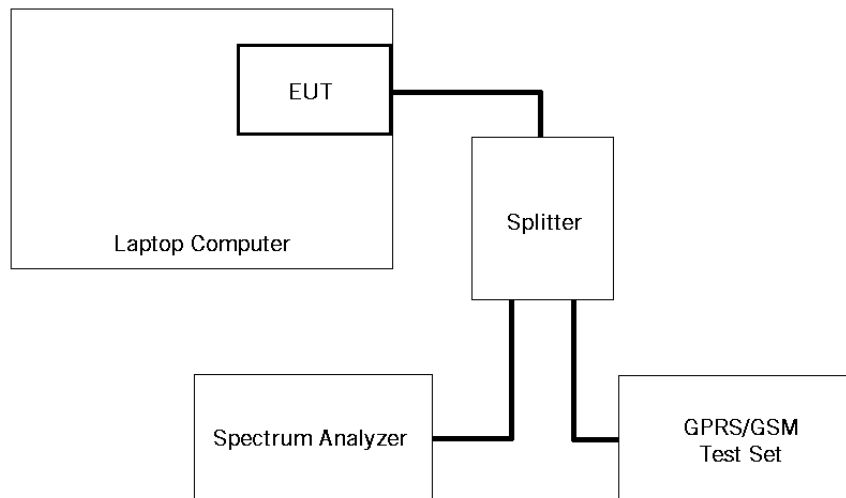 EUT
Laptop Computer
Splitter
Spectrum Analyzer
GPRS/GSM
Test Set